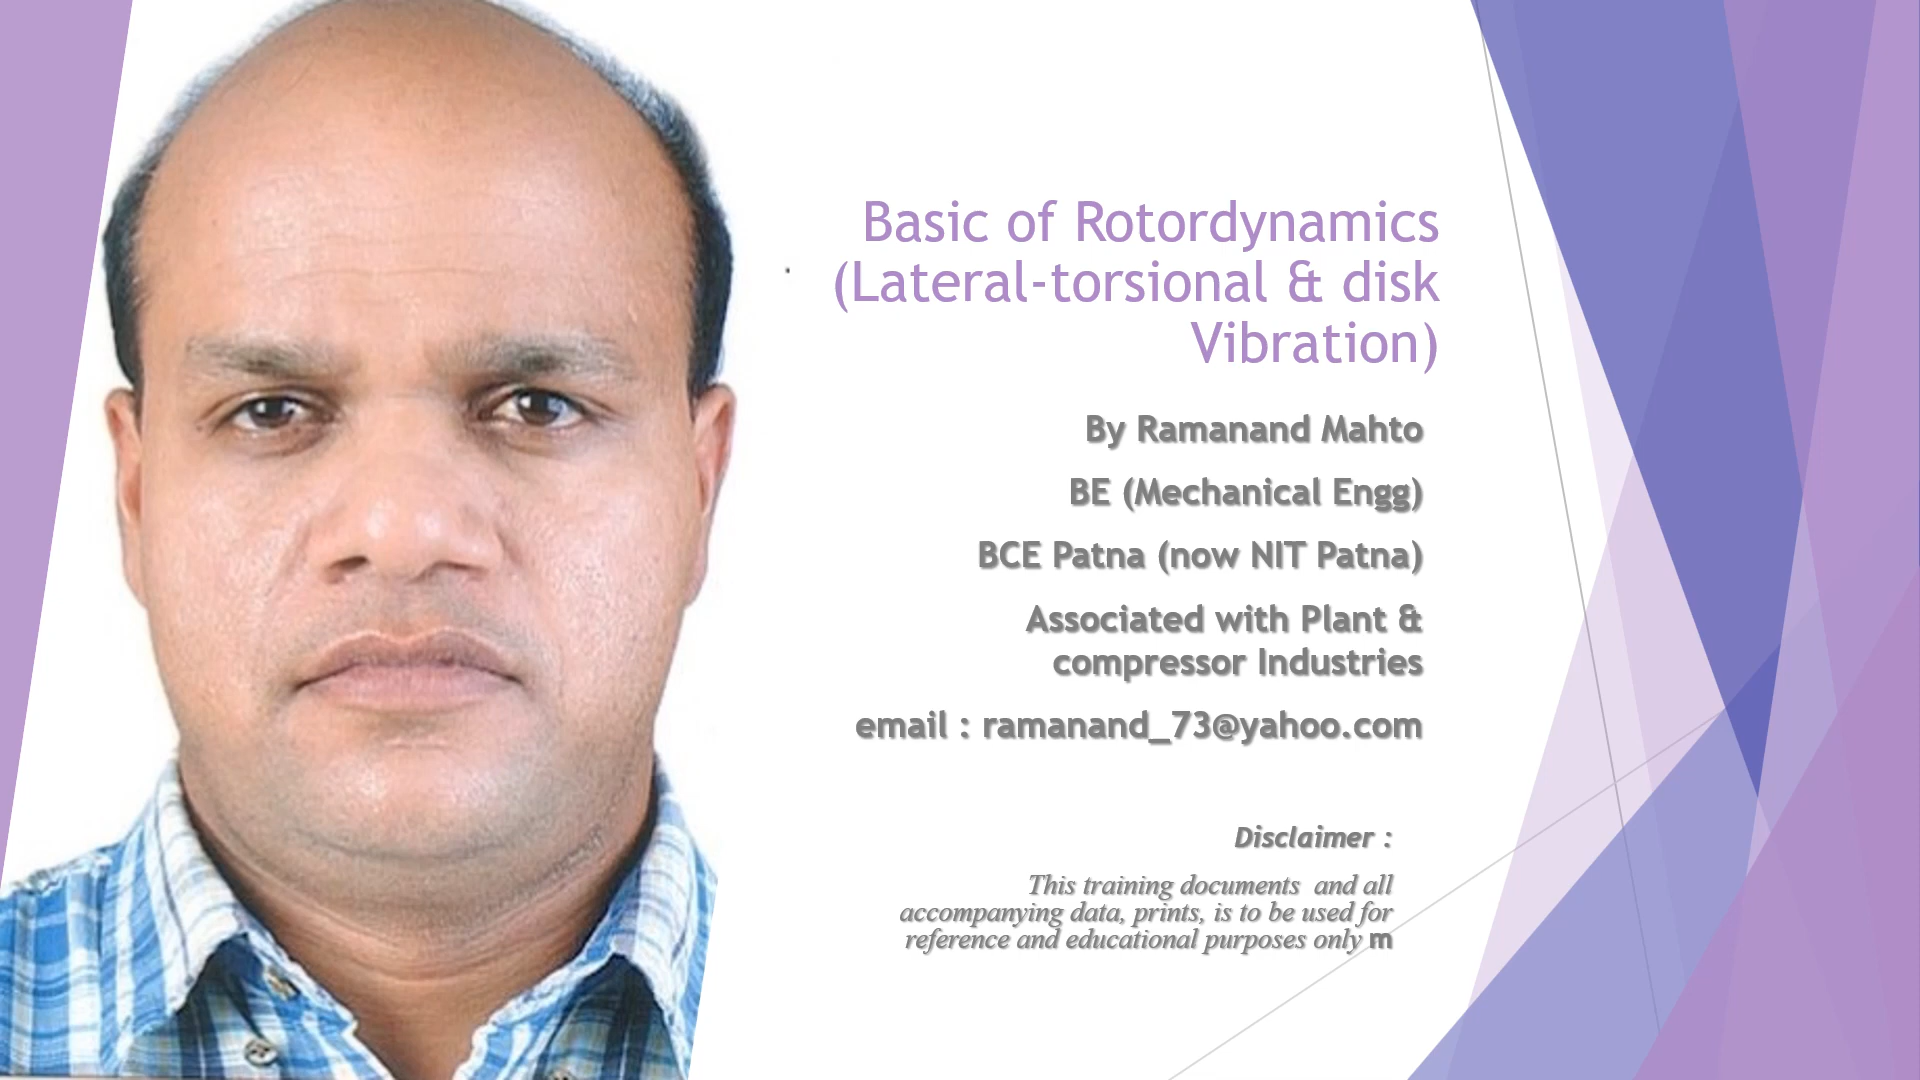 Basic of Rotordynamics
(Lateral-torsional & disk
Vibration)
By Ramanand Mahto
BE (Mechanical Engg)
BCE Patna (now NIT Patna)
Associated with Plant &
compressor Industries
email : ramanand_73@yahoo.com
Disclaimer :
This training documents  and all
accompanying data, prints, is to be used for
reference and educational purposes only m